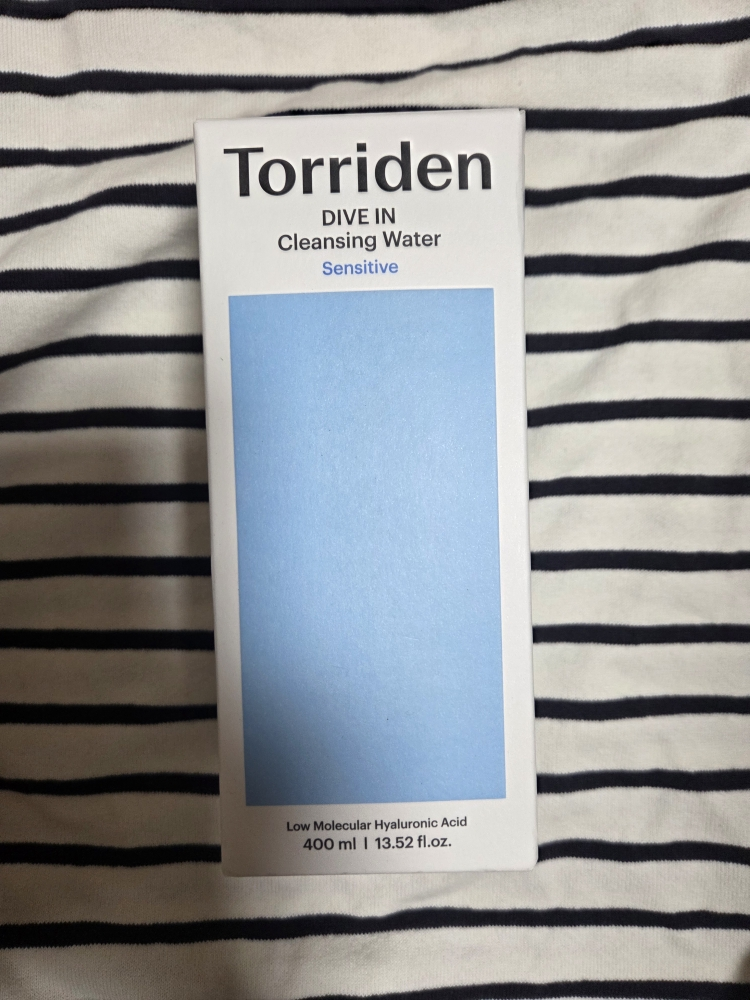 Torriden
DIVE IN
Cleansing Water
Sensitive
Low Molecular Hyaluronic Acid
400 ml | 13.52 fl.oz.